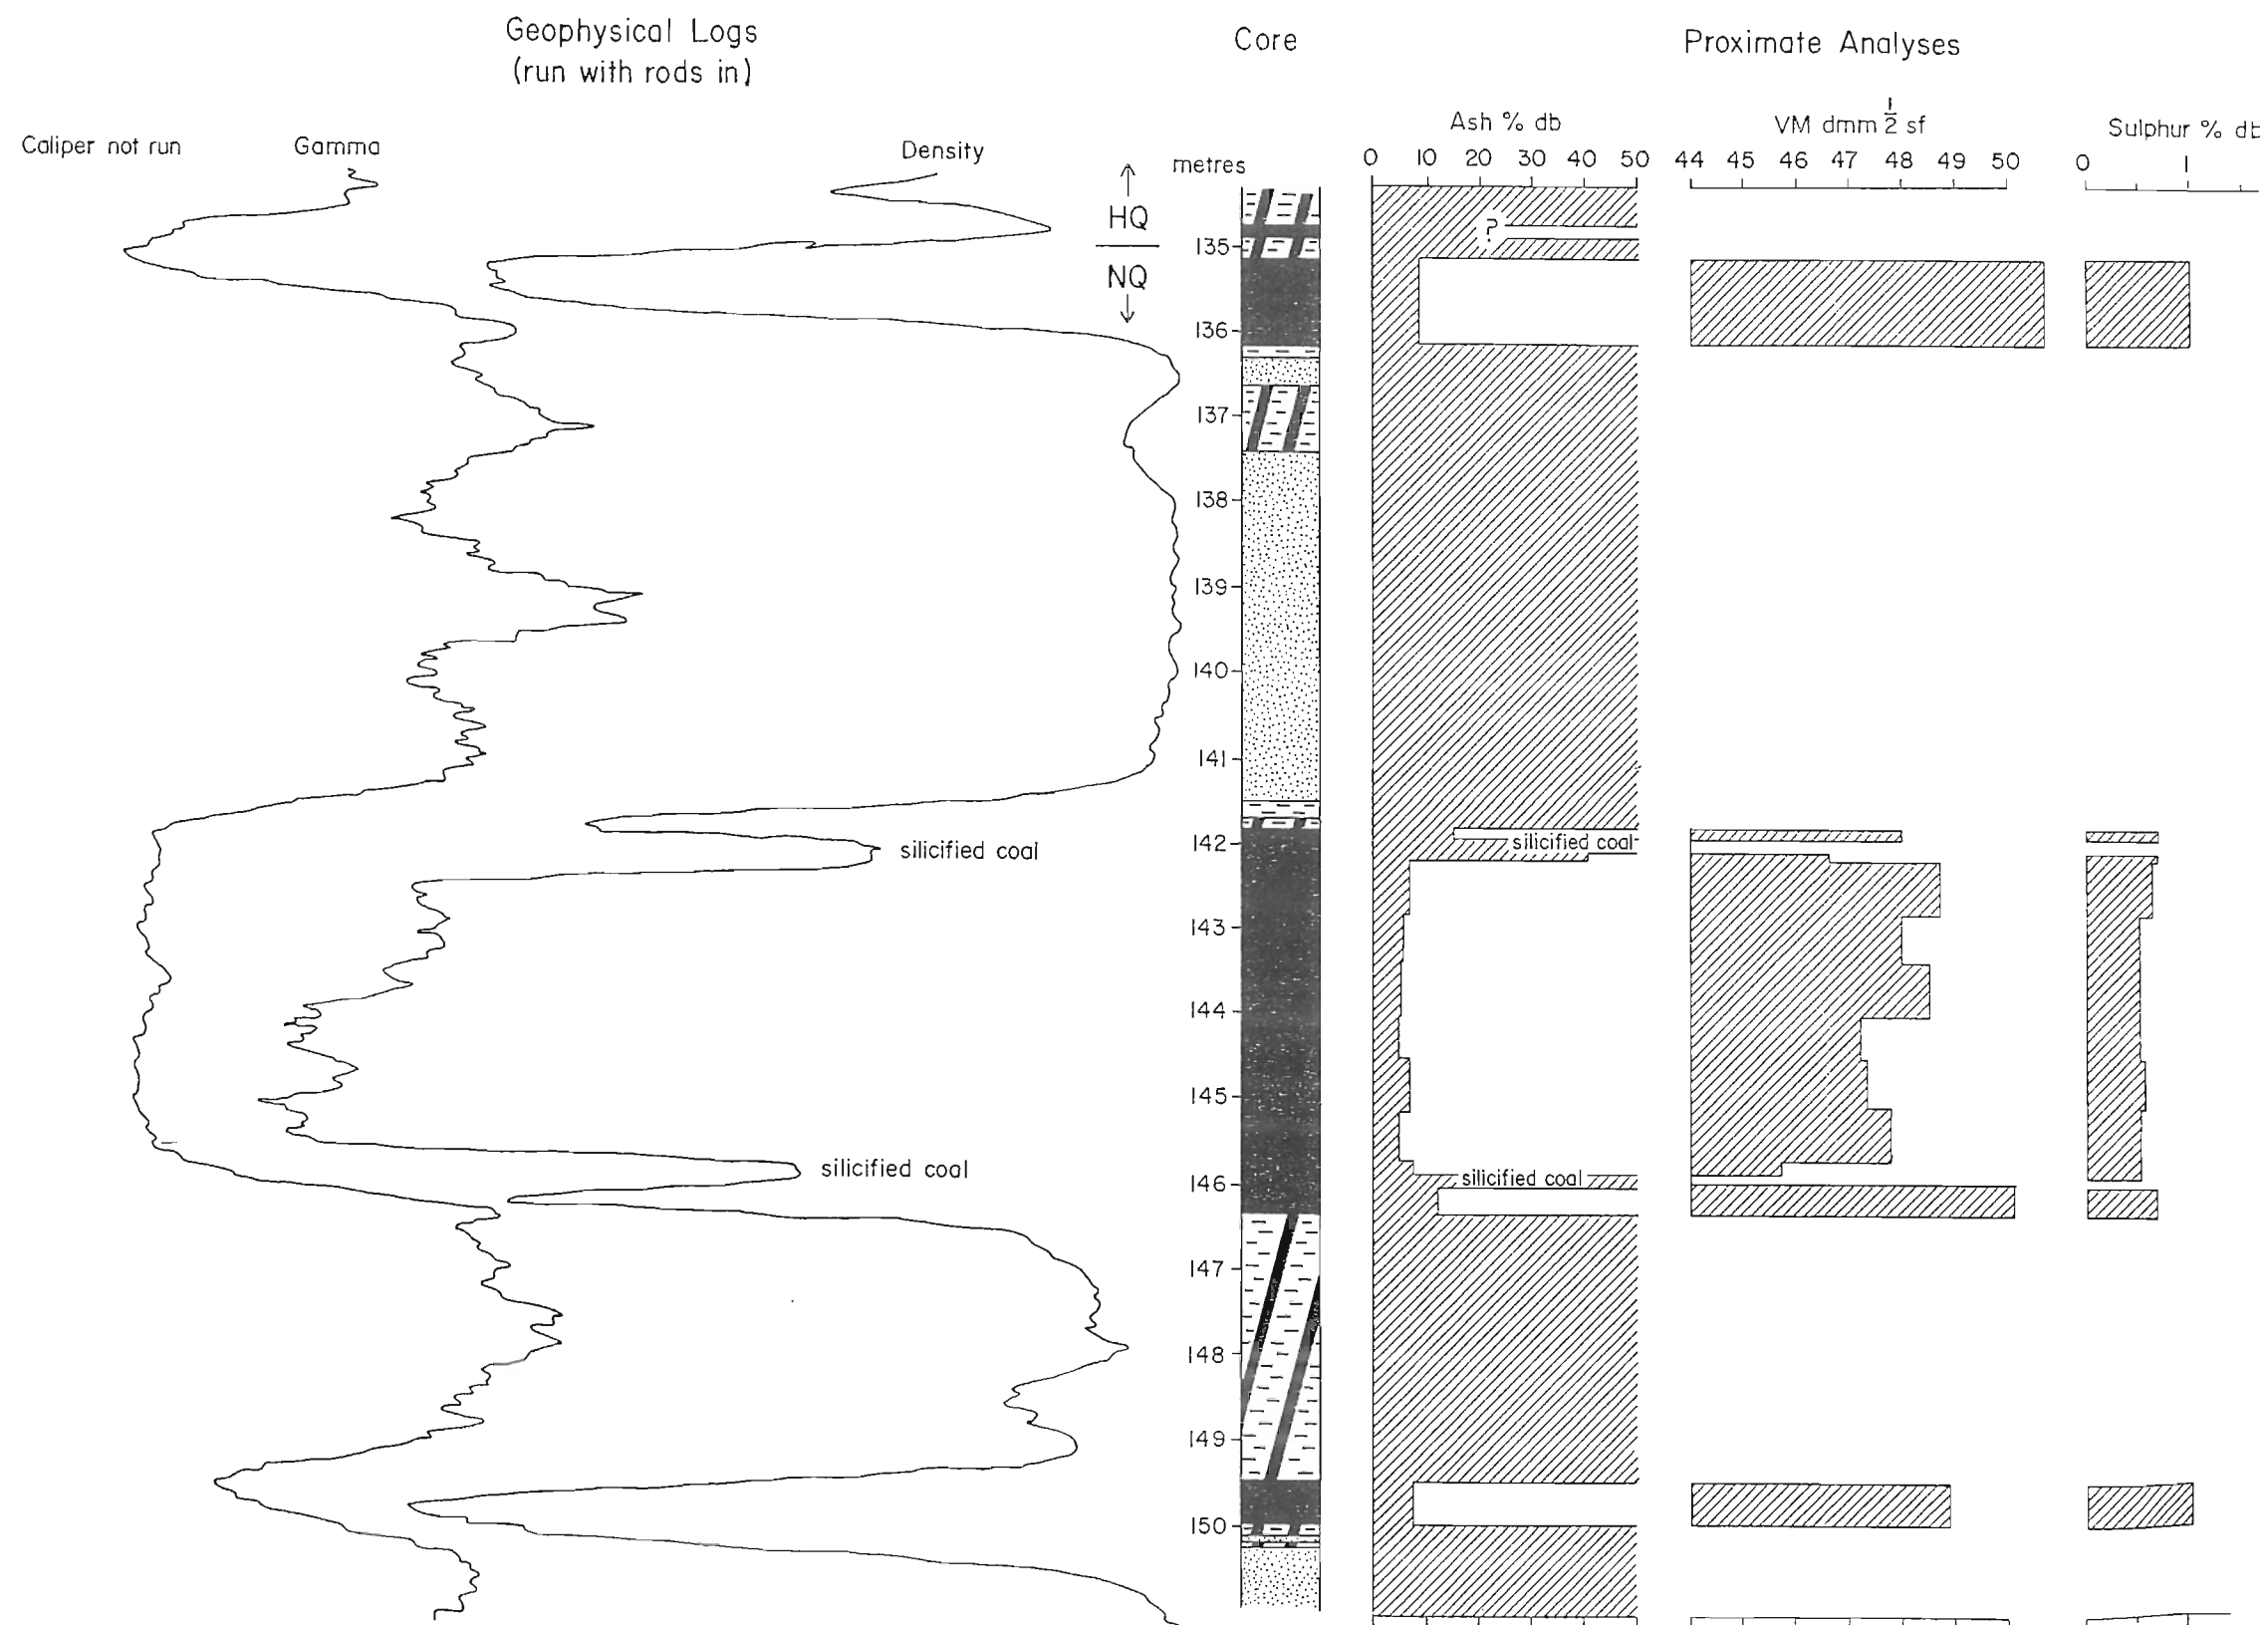 Geophysical Logs
(run with rods in)
Core
Proximate Analyses
Caliper not run
Gamma
Density
metres
HQ
NQ
Ash % db
0 10 20 30 40 50
VM dmm 1/2 sf
44 45 46 47 48 49 50
Sulphur % db
0 1
?
135
136
137
138
139
140
141
142
143
144
145
146
147
148
149
150
silicified coal
silicified coal
silicified coal
silicified coal